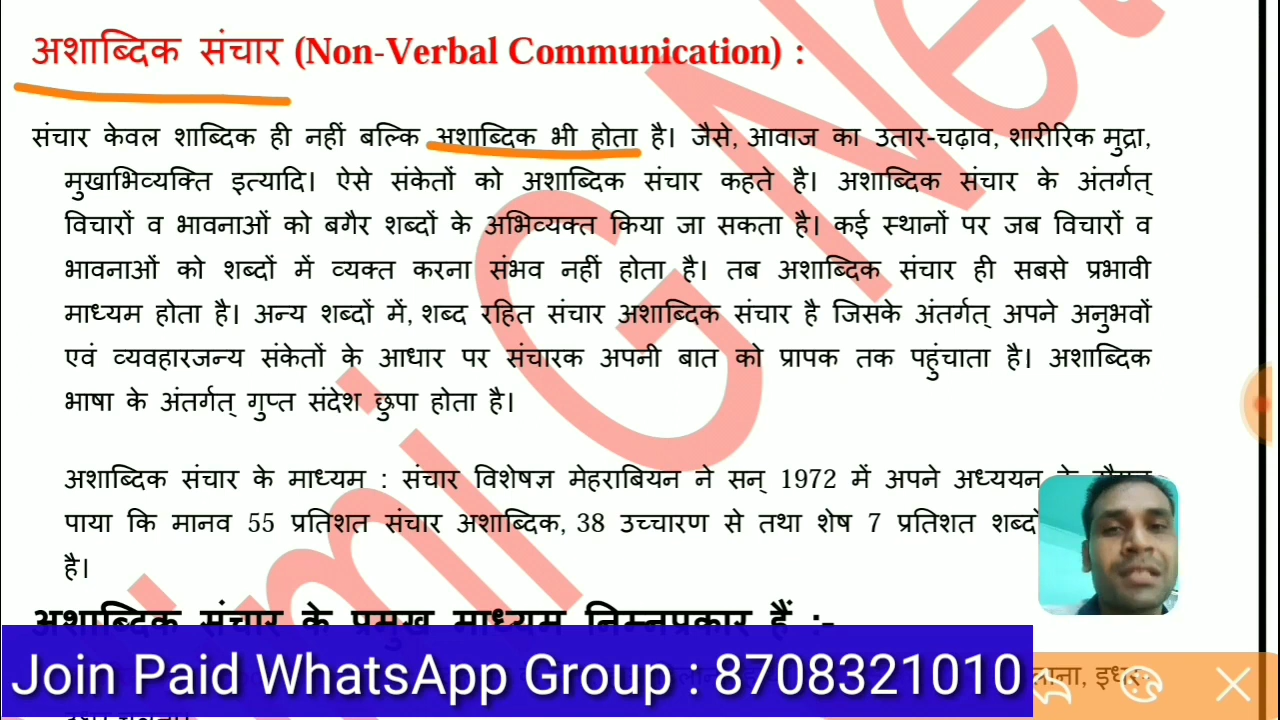 अशाब्दिक संचार (Non-Verbal Communication) :
संचार केवल शाब्दिक ही नहीं बल्कि अशाब्दिक भी होता है। जैसे, आवाज का उतार-चढ़ाव, शारीरिक मुद्रा,
मुखाभिव्यक्ति इत्यादि। ऐसे संकेतों को अशाब्दिक संचार कहते है। अशाब्दिक संचार के अंतर्गत्
विचारों व भावनाओं को बगैर शब्दों के अभिव्यक्त किया जा सकता है। कई स्थानों पर जब विचारों व
भावनाओं को शब्दों में व्यक्त करना संभव नहीं होता है। तब अशाब्दिक संचार ही सबसे प्रभावी
माध्यम होता है। अन्य शब्दों में, शब्द रहित संचार अशाब्दिक संचार है जिसके अंतर्गत् अपने अनुभवों
एवं व्यवहारजन्य संकेतों के आधार पर संचारक अपनी बात को प्रापक तक पहुंचाता है। अशाब्दिक
भाषा के अंतर्गत् गुप्त संदेश छुपा होता है।
अशाब्दिक संचार के माध्यम : संचार विशेषज्ञ मेहराबियन ने सन् 1972 में अपने अध्ययन के
पाया कि मानव 55 प्रतिशत संचार अशाब्दिक, 38 उच्चारण से तथा शेष 7 प्रतिशत
है।
अशाब्दिक संचार के प्रमुख माध्यम निम्नप्रकार हैं :-
Join Paid WhatsApp Group : 8708321010